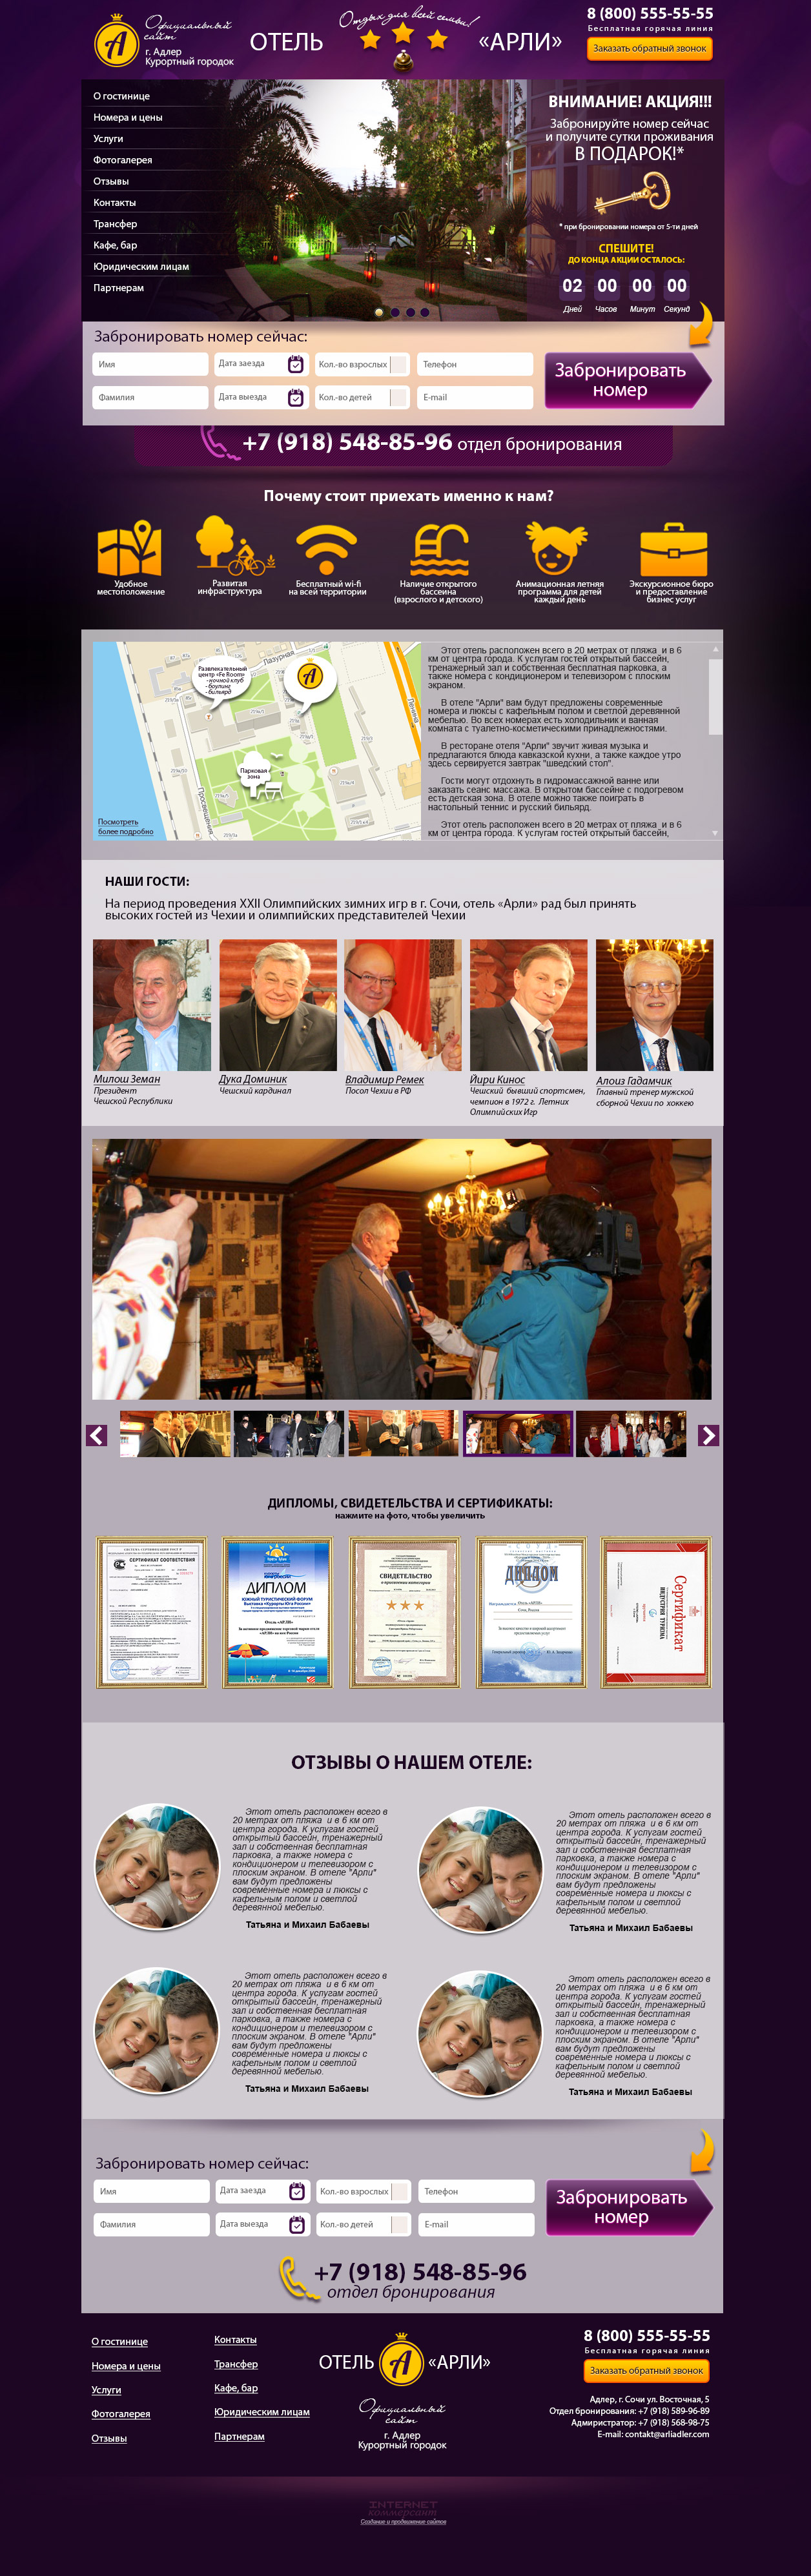 Официальный
сайт
г. Адлер
Курортный городок
ОТЕЛЬ
Отдых для всей семьи!
«АРЛИ»
8 (800) 555-55-55
Бесплатная горячая линия
Заказать обратный звонок
О гостинице
Номера и цены
Услуги
Фотогалерея
Отзывы
Контакты
Трансфер
Кафе, бар
Юридическим лицам
Партнерам
ВНИМАНИЕ! АКЦИЯ!!!
Забронируйте номер сейчас
и получите сутки проживания
В ПОДАРОК!*
* при бронировании номера от 5-ти дней
СПЕШИТЕ!
ДО КОНЦА АКЦИИ ОСТАЛОСЬ:
02 00 00 00
Дней Часов Минут Секунд
Забронировать номер сейчас:
Имя
Дата заезда
Кол.-во взрослых
Телефон
Фамилия
Дата выезда
Кол.-во детей
E-mail
Забронировать
номер
+7 (918) 548-85-96 отдел бронирования
Почему стоит приехать именно к нам?
Удобное
местоположение
Развитая
инфраструктура
Бесплатный wi-fi
на всей территории
Наличие открытого
бассеина
(взрослого и детского)
Анимационная летняя
программа для детей
каждый день
Экскурсионное бюро
и предоставление
бизнес услуг
Лазурная
Ленина
Просвещения
Развлекательный
центр «Fe Room»
- ночной клуб
- боулинг
- бильярд
Парковая
зона
Посмотреть
более подробно
Этот отель расположен всего в 20 метрах от пляжа и в 6
км от центра города. К услугам гостей открытый бассейн,
тренажерный зал и собственная бесплатная парковка, а
также номера с кондиционером и телевизором с плоским
экраном.
В отеле "Арли" вам будут предложены современные
номера и люксы с кафельным полом и светлой деревянной
мебелью. Во всех номерах есть холодильник и ванная
комната с туалетно-косметическими принадлежностями.
В ресторане отеля "Арли" звучит живая музыка и
предлагаются блюда кавказской кухни, а также каждое утро
здесь сервируется завтрак "шведский стол".
Гости могут отдохнуть в гидромассажной ванне или
заказать сеанс массажа. В открытом бассейне с подогревом
есть детская зона. В отеле можно также поиграть в
настольный теннис и русский бильярд.
Этот отель расположен всего в 20 метрах от пляжа, и в 6
км от центра города. К услугам гостей открытый бассейн,
НАШИ ГОСТИ:
На период проведения XXII Олимпийских зимних игр в г. Сочи, отель «Арли» рад был принять
высоких гостей из Чехии и олимпийских представителей Чехии
Милош Земан
Президент
Чешской Республики
Дука Доминик
Чешский кардинал
Владимир Ремек
Посол Чехии в РФ
Йири Кинос
Чешский бывший спортсмен,
чемпион в 1972 г. Летних
Олимпийских Игр
Алоиз Гадамчик
Главный тренер мужской
сборной Чехии по хоккею
ДИПЛОМЫ, СВИДЕТЕЛЬСТВА И СЕРТИФИКАТЫ:
нажмите на фото, чтобы увеличить
СЕРТИФИКАТ СООТВЕТСТВИЯ
ДИПЛОМ
СВИДЕТЕЛЬСТВО
ДИПЛОМ
Сертификат
ОТЗЫВЫ О НАШЕМ ОТЕЛЕ:
Этот отель расположен всего в
20 метрах от пляжа и в 6 км от
центра города. К услугам гостей
открытый бассейн, тренажерный
зал и собственная бесплатная
парковка, а также номера с
кондиционером и телевизором с
плоским экраном. В отеле "Арли"
вам будут предложены
современные номера и люксы с
кафельным полом и светлой
деревянной мебелью.
Татьяна и Михаил Бабаевы
Этот отель расположен всего в
20 метрах от пляжа и в 6 км от
центра города. К услугам гостей
открытый бассейн, тренажерный
зал и собственная бесплатная
парковка, а также номера с
кондиционером и телевизором с
плоским экраном. В отеле "Арли"
вам будут предложены
современные номера и люксы с
кафельным полом и светлой
деревянной мебелью.
Татьяна и Михаил Бабаевы
Этот отель расположен всего в
20 метрах от пляжа и в 6 км от
центра города. К услугам гостей
открытый бассейн, тренажерный
зал и собственная бесплатная
парковка, а также номера с
кондиционером и телевизором с
плоским экраном. В отеле "Арли"
вам будут предложены
современные номера и люксы с
кафельным полом и светлой
деревянной мебелью.
Татьяна и Михаил Бабаевы
Этот отель расположен всего в
20 метрах от пляжа и в 6 км от
центра города. К услугам гостей
открытый бассейн, тренажерный
зал и собственная бесплатная
парковка, а также номера с
кондиционером и телевизором с
плоским экраном. В отеле "Арли"
вам будут предложены
современные номера и люксы с
кафельным полом и светлой
деревянной мебелью.
Татьяна и Михаил Бабаевы
Забронировать номер сейчас:
Имя
Дата заезда
Кол.-во взрослых
Телефон
Фамилия
Дата выезда
Кол.-во детей
E-mail
Забронировать
номер
+7 (918) 548-85-96
отдел бронирования
О гостинице
Номера и цены
Услуги
Фотогалерея
Отзывы
Контакты
Трансфер
Кафе, бар
Юридическим лицам
Партнерам
ОТЕЛЬ «АРЛИ»
Официальный
сайт
г. Адлер
Курортный городок
8 (800) 555-55-55
Бесплатная горячая линия
Заказать обратный звонок
Адлер, г. Сочи ул. Восточная, 5
Отдел бронирования: +7 (918) 589-96-89
Адмиристратор: +7 (918) 568-98-75
E-mail: contakt@arliadler.com
INTERNET
коммерсант
Создание и продвижение сайтов